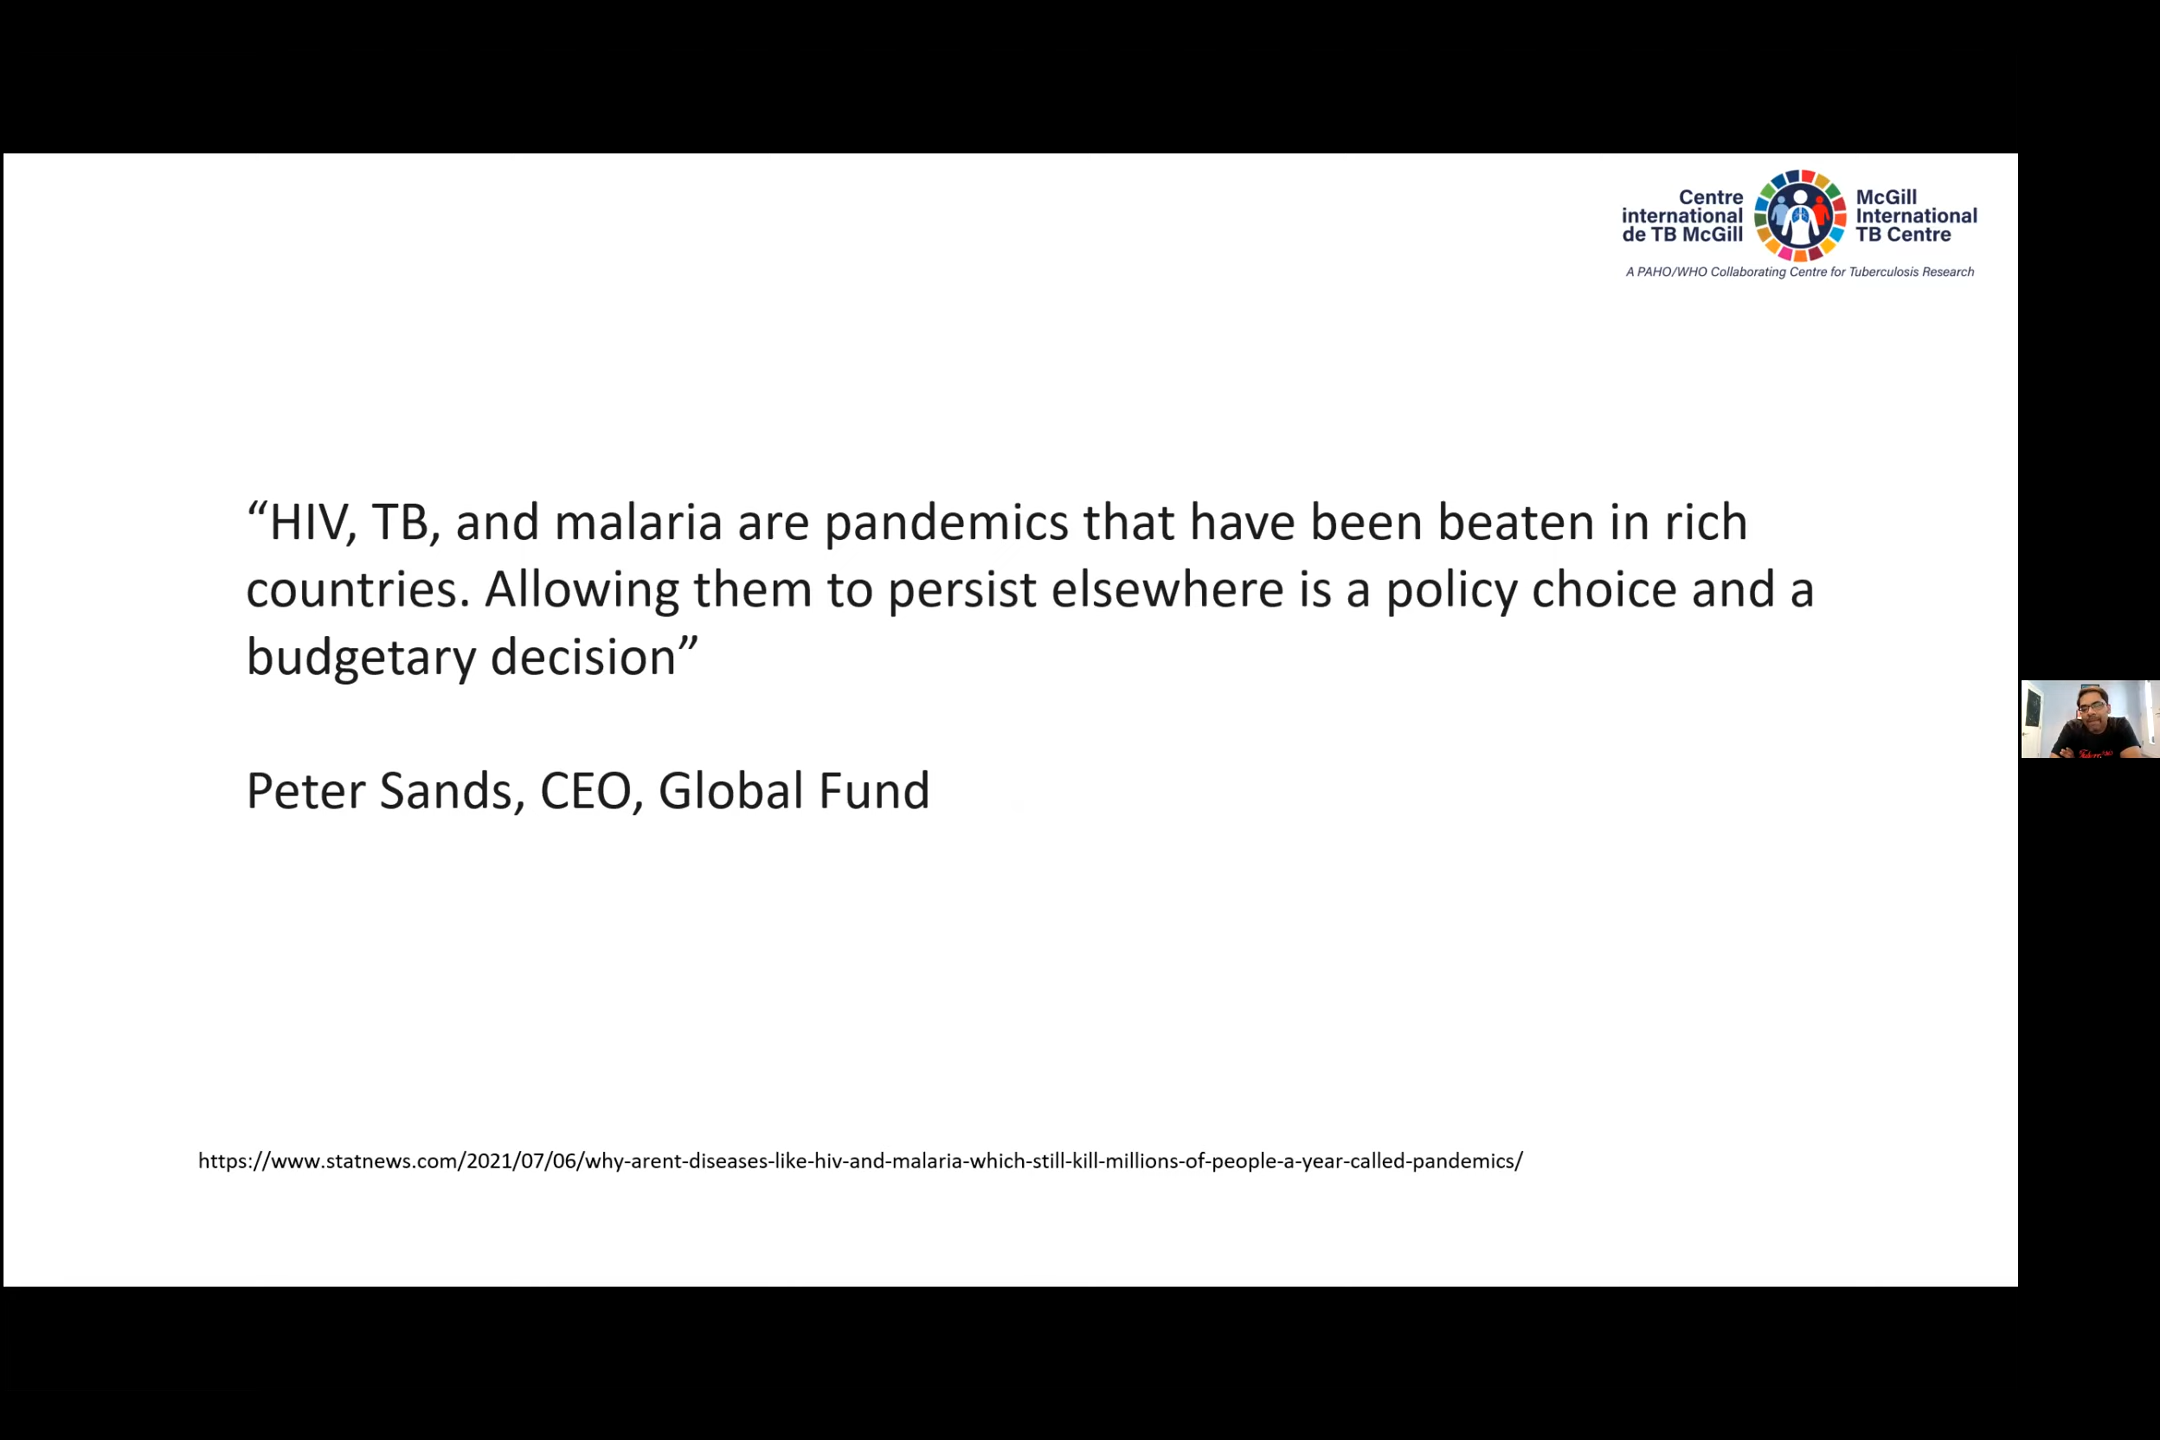 Centre
international
de TB McGill
McGill
International
TB Centre
A PAHO/WHO Collaborating Centre for Tuberculosis Research
“HIV, TB, and malaria are pandemics that have been beaten in rich
countries. Allowing them to persist elsewhere is a policy choice and a
budgetary decision”
Peter Sands, CEO, Global Fund
https://www.statnews.com/2021/07/06/why-arent-diseases-like-hiv-and-malaria-which-still-kill-millions-of-people-a-year-called-pandemics/